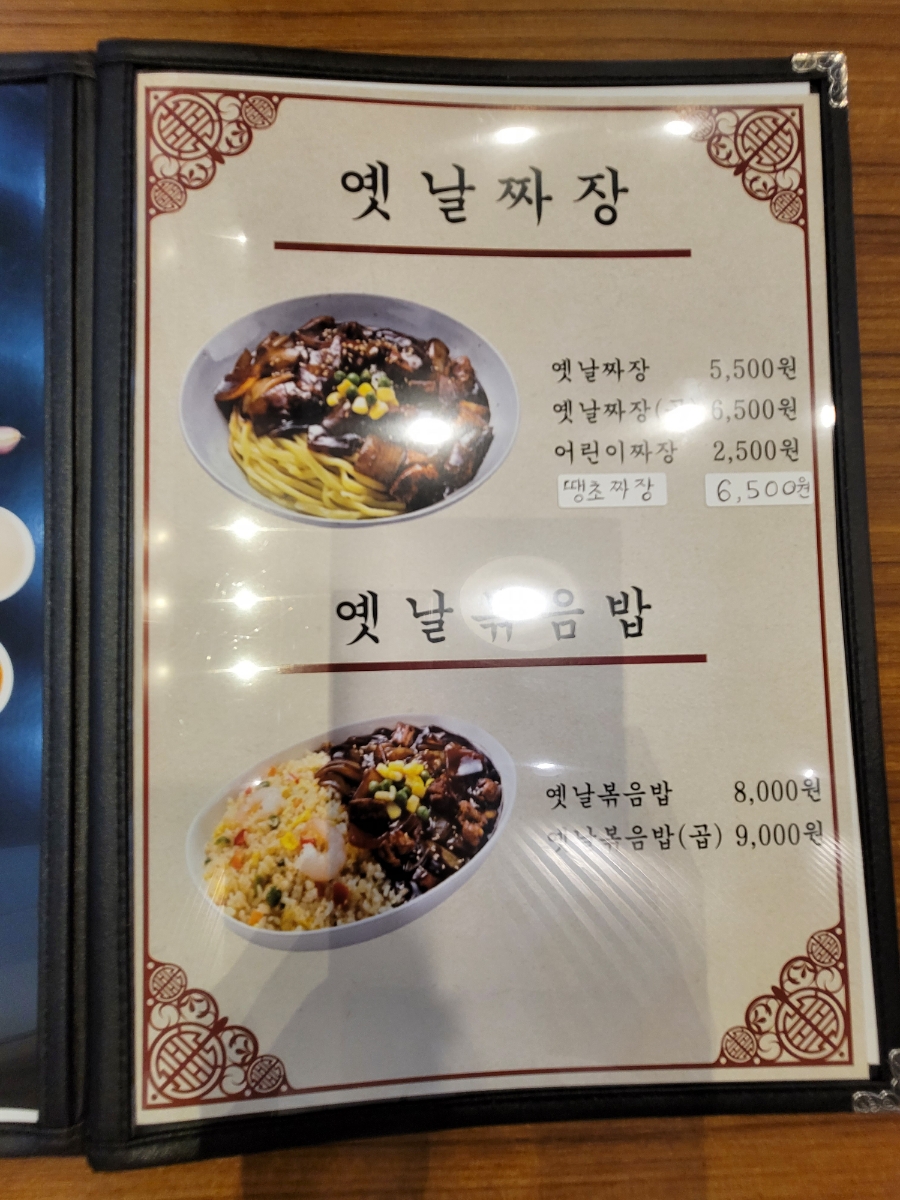 옛날짜장
옛날짜장 5,500원
옛날짜장(곱) 6,500원
어린이짜장 2,500원
땡초짜장 6,500원
옛날볶음밥
옛날볶음밥 8,000원
옛날볶음밥(곱) 9,000원